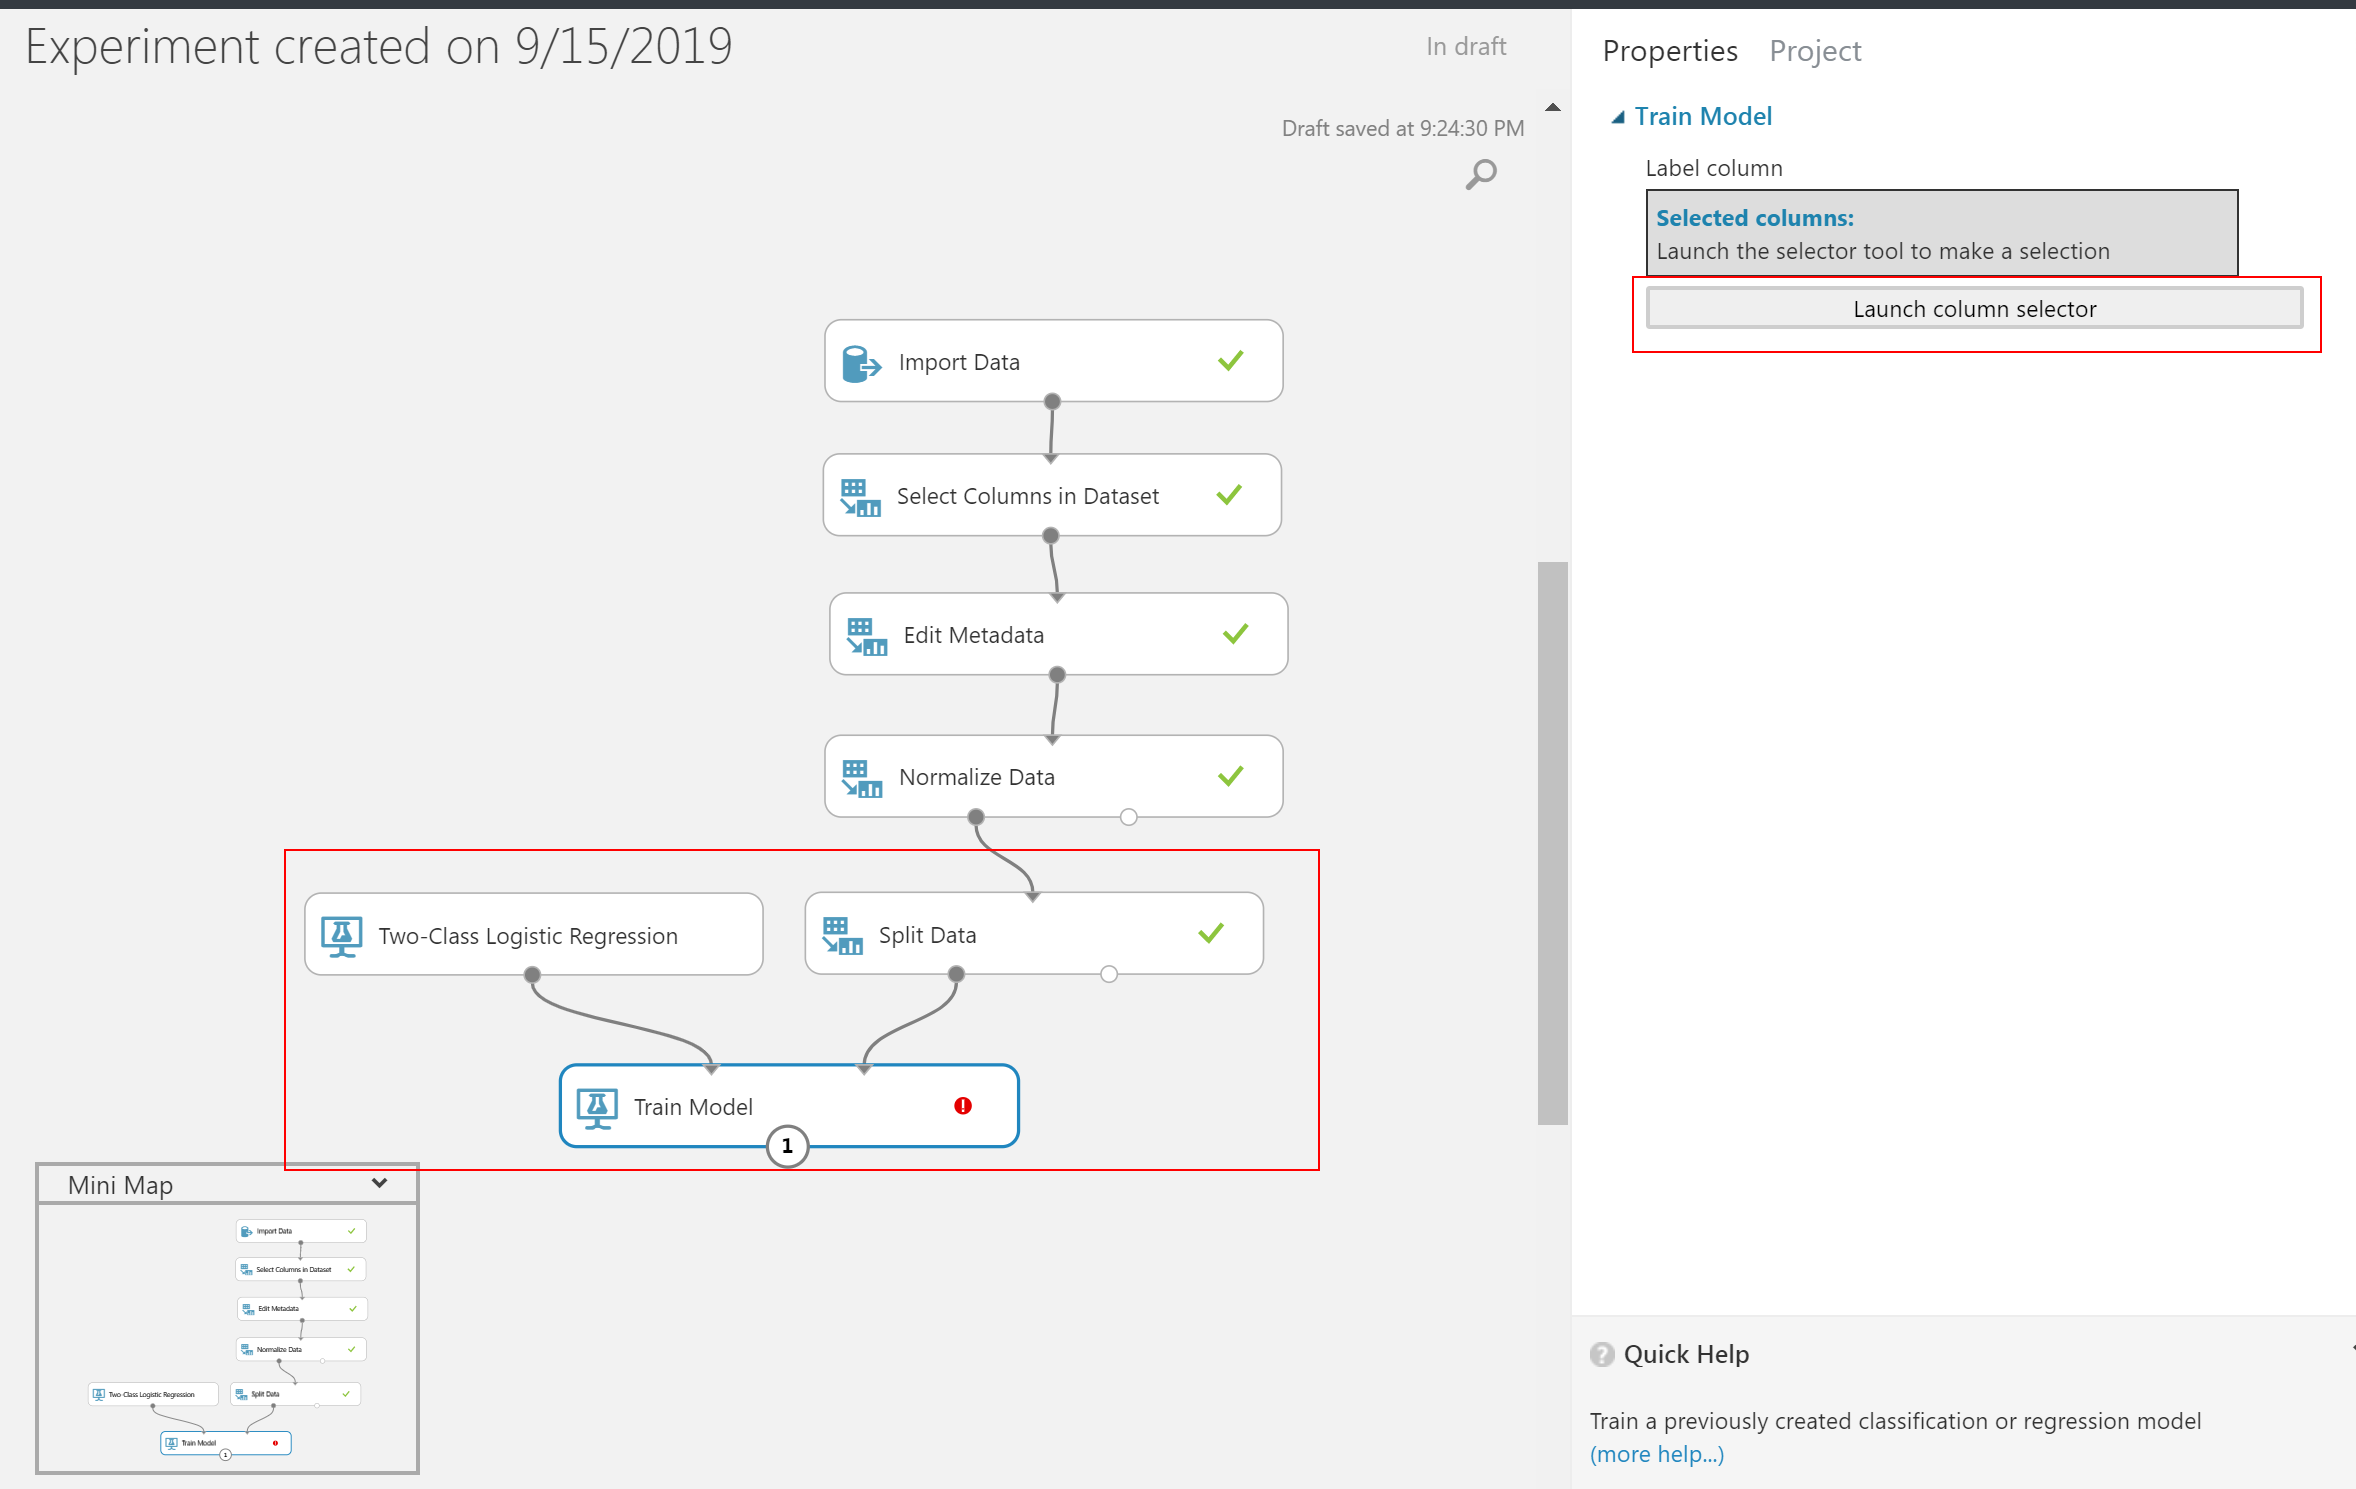 Experiment created on 9/15/2019
In draft
Draft saved at 9:24:30 PM
Import Data
Select Columns in Dataset
Edit Metadata
Normalize Data
Two-Class Logistic Regression
Split Data
Train Model
1
Mini Map
Import Data
Select Columns in Dataset
Edit Metadata
Normalize Data
Two-Class Logistic Regression
Split Data
Train Model
1
Properties
Project
Train Model
Label column
Selected columns:
Launch the selector tool to make a selection
Launch column selector
Quick Help
Train a previously created classification or regression model
(more help...)